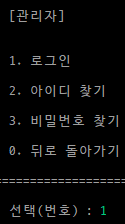 [관리자]
1. 로그인
2. 아이디 찾기
3. 비밀번호 찾기
0. 뒤로 돌아가기
==================
선택(번호) : 1